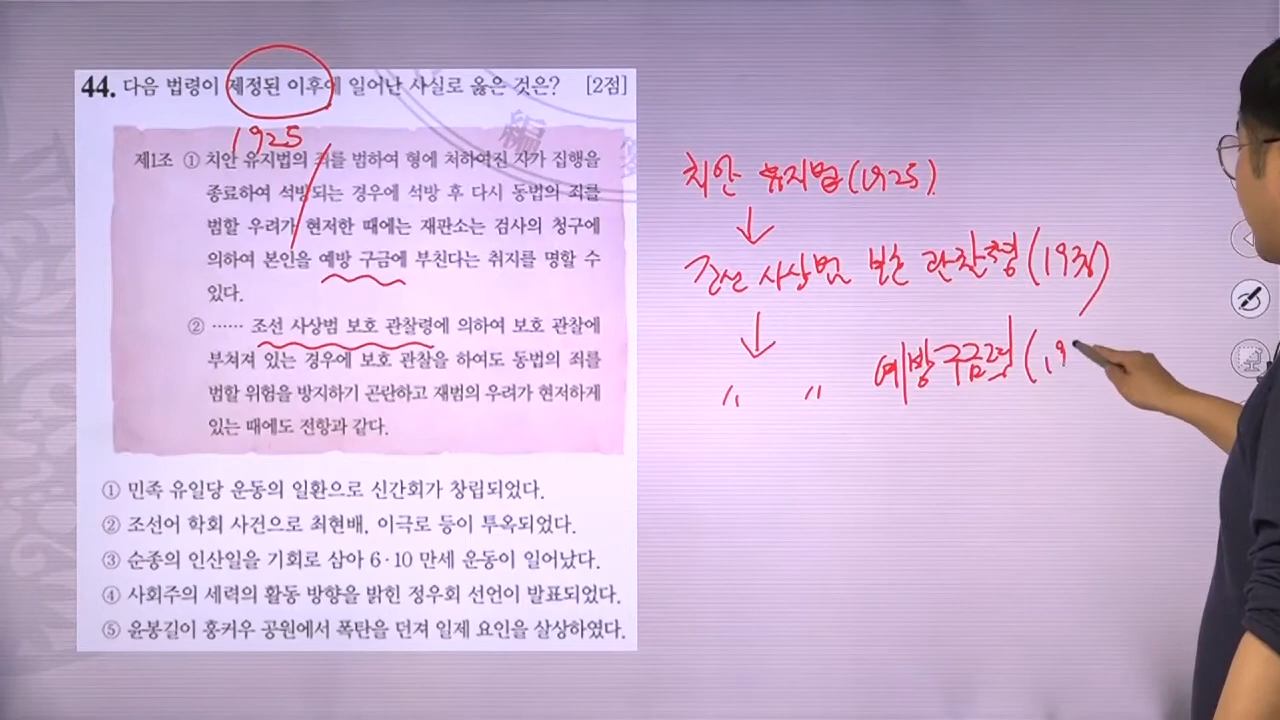 44. 다음 법령이 제정된 이후에 일어난 사실로 옳은 것은? [2점]
1925
제1조 ① 치안 유지법의 죄를 범하여 형에 처하여진 자가 집행을
종료하여 석방되는 경우에 석방 후 다시 동법의 죄를
범할 우려가 현저한 때에는 재판소는 검사의 청구에
의하여 본인을 예방 구금에 부친다는 취지를 명할 수
있다.
② …… 조선 사상범 보호 관찰령에 의하여 보호 관찰에
부쳐져 있는 경우에 보호 관찰을 하여도 동법의 죄를
범할 위험을 방지하기 곤란하고 재범의 우려가 현저하게
있는 때에도 전항과 같다.
① 민족 유일당 운동의 일환으로 신간회가 창립되었다.
② 조선어 학회 사건으로 최현배, 이극로 등이 투옥되었다.
③ 순종의 인산일을 기회로 삼아 6·10 만세 운동이 일어났다.
④ 사회주의 세력의 활동 방향을 밝힌 정우회 선언이 발표되었다.
⑤ 윤봉길이 훙커우 공원에서 폭탄을 던져 일제 요인을 살상하였다.
치안 유지법(1925)
↓
조선 사상범 보호 관찰령
↓
〃 〃 예방구금령(19
編